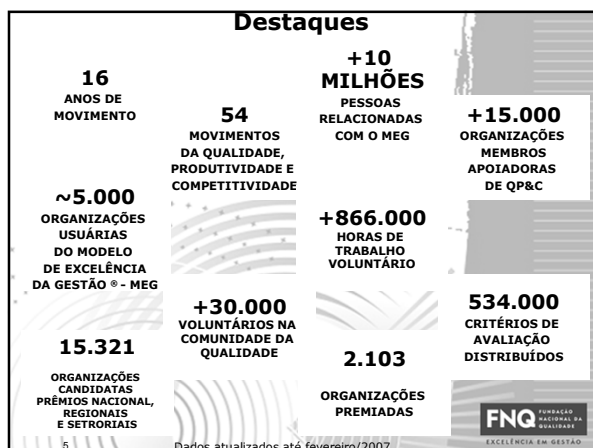 Destaques
16
ANOS DE
MOVIMENTO
54
MOVIMENTOS
DA QUALIDADE,
PRODUTIVIDADE E
COMPETITIVIDADE
+10
MILHÕES
PESSOAS
RELACIONADAS
COM O MEG
+15.000
ORGANIZAÇÕES
MEMBROS
APOIADORAS
DE QP&C
~5.000
ORGANIZAÇÕES
USUÁRIAS
DO MODELO
DE EXCELÊNCIA
DA GESTÃO ® - MEG
+866.000
HORAS DE
TRABALHO
VOLUNTÁRIO
+30.000
VOLUNTÁRIOS NA
COMUNIDADE DA
QUALIDADE
534.000
CRITÉRIOS DE
AVALIAÇÃO
DISTRIBUÍDOS
15.321
ORGANIZAÇÕES
CANDIDATAS
PRÊMIOS NACIONAL,
REGIONAIS
E SETRORIAIS
2.103
ORGANIZAÇÕES
PREMIADAS
FNQ FUNDAÇÃO
NACIONAL DA
QUALIDADE
EXCELÊNCIA EM GESTÃO
5
Dados atualizados até fevereiro/2007